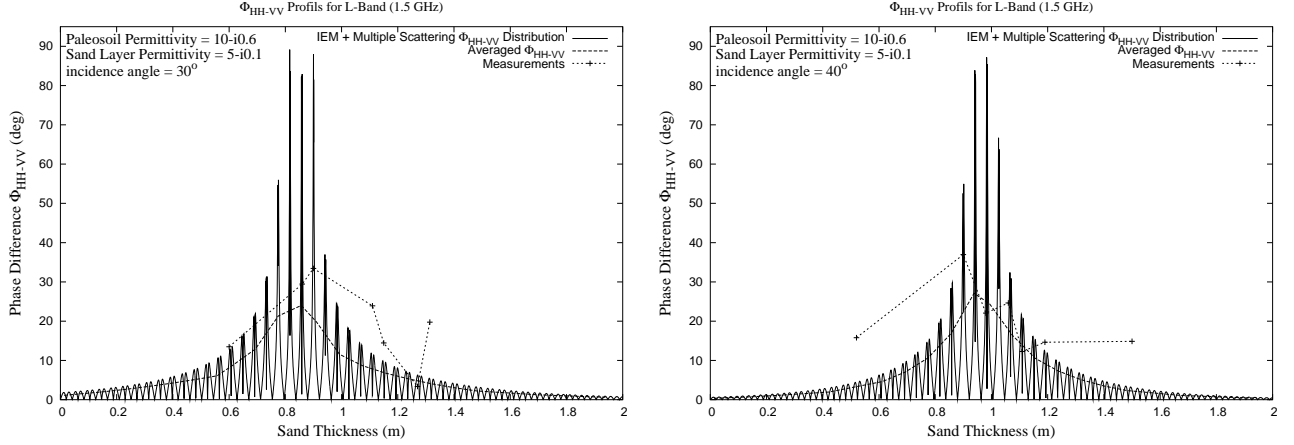 ΦHH-VV Profils for L-Band (1.5 GHz)
Paleosoil Permittivity = 10-i0.6
Sand Layer Permittivity = 5-i0.1
incidence angle = 30o
IEM + Multiple Scattering ΦHH-VV Distribution
Averaged ΦHH-VV
Measurements
Phase Difference ΦHH-VV (deg)
90
80
70
60
50
40
30
20
10
0
0 0.2 0.4 0.6 0.8 1 1.2 1.4 1.6 1.8 2
Sand Thickness (m)
ΦHH-VV Profils for L-Band (1.5 GHz)
Paleosoil Permittivity = 10-i0.6
Sand Layer Permittivity = 5-i0.1
incidence angle = 40o
IEM + Multiple Scattering ΦHH-VV Distribution
Averaged ΦHH-VV
Measurements
Phase Difference ΦHH-VV (deg)
90
80
70
60
50
40
30
20
10
0
0 0.2 0.4 0.6 0.8 1 1.2 1.4 1.6 1.8 2
Sand Thickness (m)